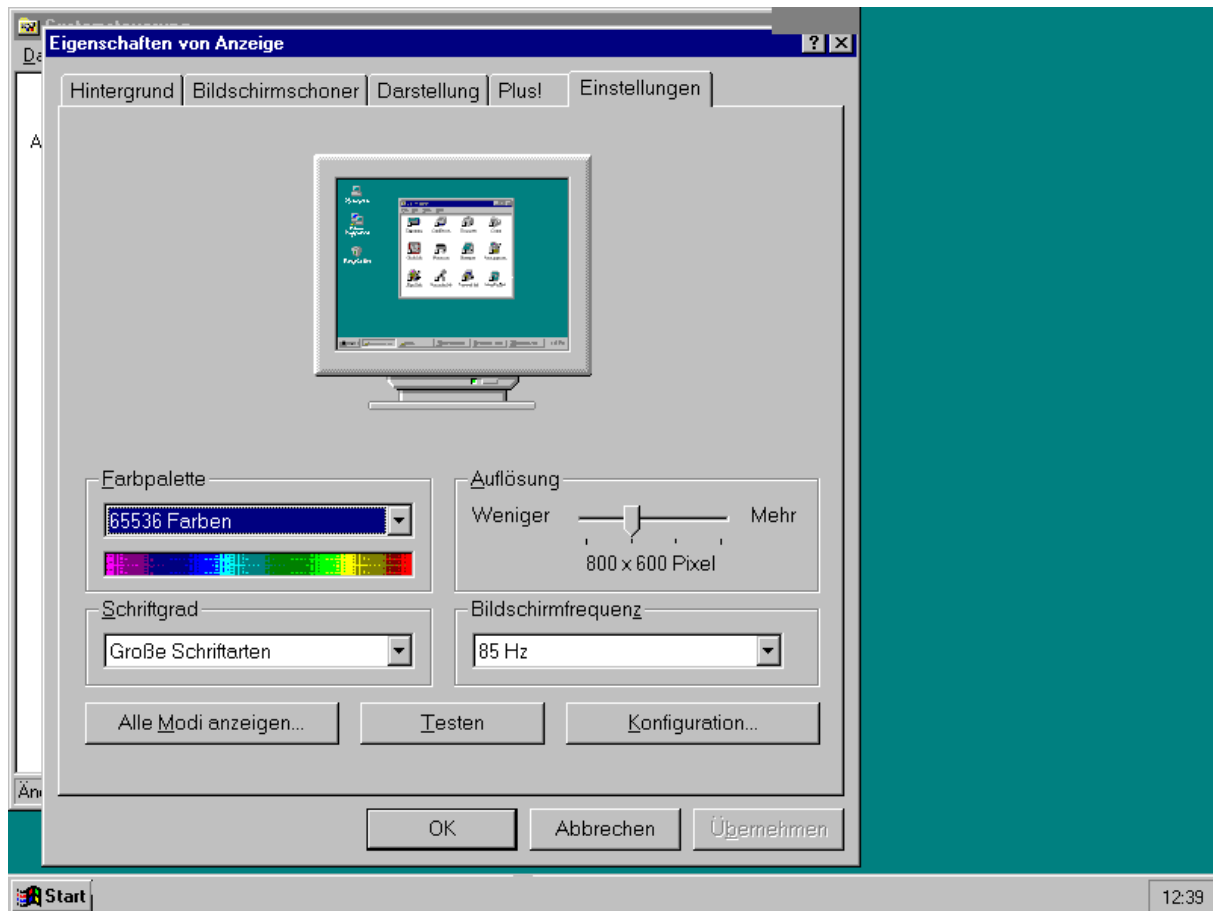 Eigenschaften von Anzeige
Hintergrund Bildschirmschoner Darstellung Plus! Einstellungen
Farbpalette
65536 Farben
Auflösung
Weniger Mehr
800 x 600 Pixel
Schriftgrad
Große Schriftarten
Bildschirmfrequenz
85 Hz
Alle Modi anzeigen... Testen Konfiguration...
OK Abbrechen Übernehmen
Start 12:39